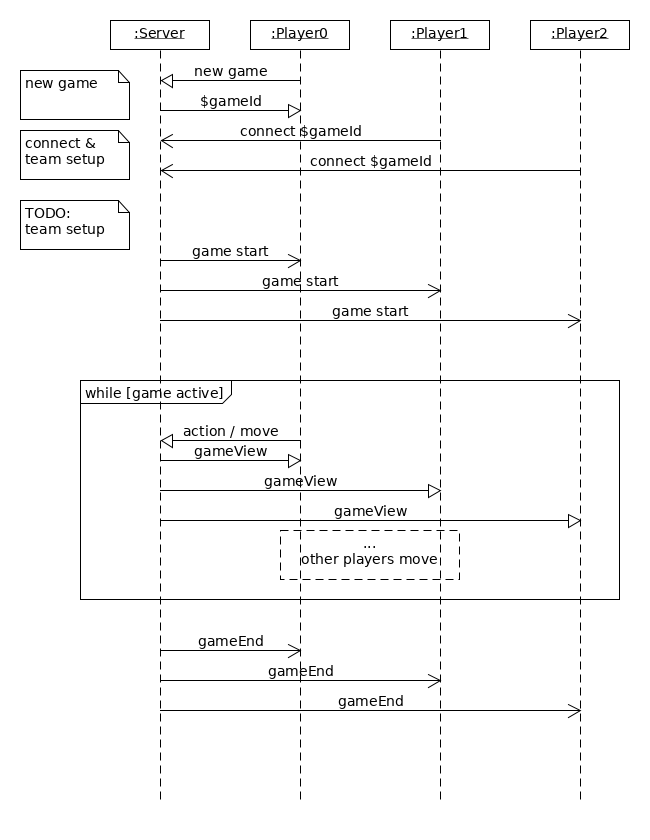 :Server
:Player0
:Player1
:Player2
new game
new game
$gameId
connect &
team setup
connect $gameId
connect $gameId
TODO:
team setup
game start
game start
game start
while [game active]
action / move
gameView
gameView
gameView
...
other players move
gameEnd
gameEnd
gameEnd